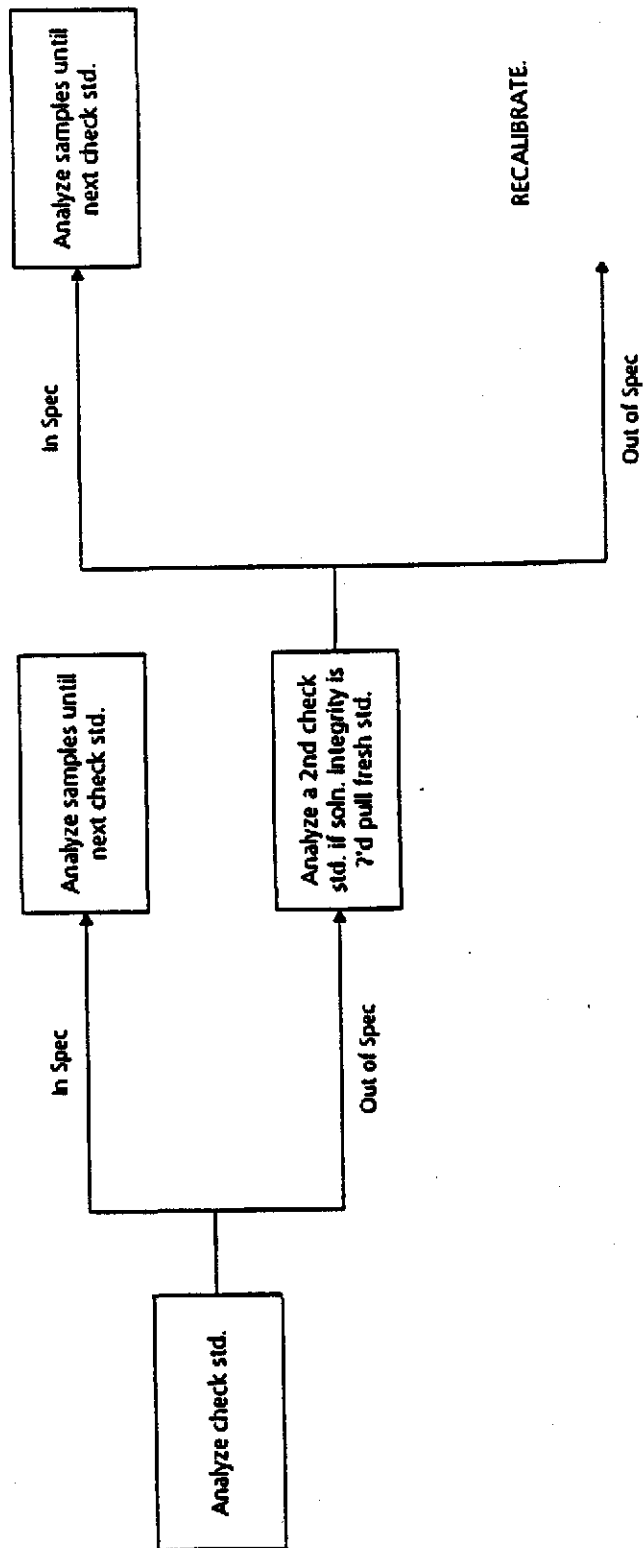 Analyze check std.
In Spec
Out of Spec
Analyze samples until
next check std.
Analyze a 2nd check
std. if soln. Integrity is
?'d pull fresh std.
In Spec
Out of Spec
Analyze samples until
next check std.
RECALIBRATE.